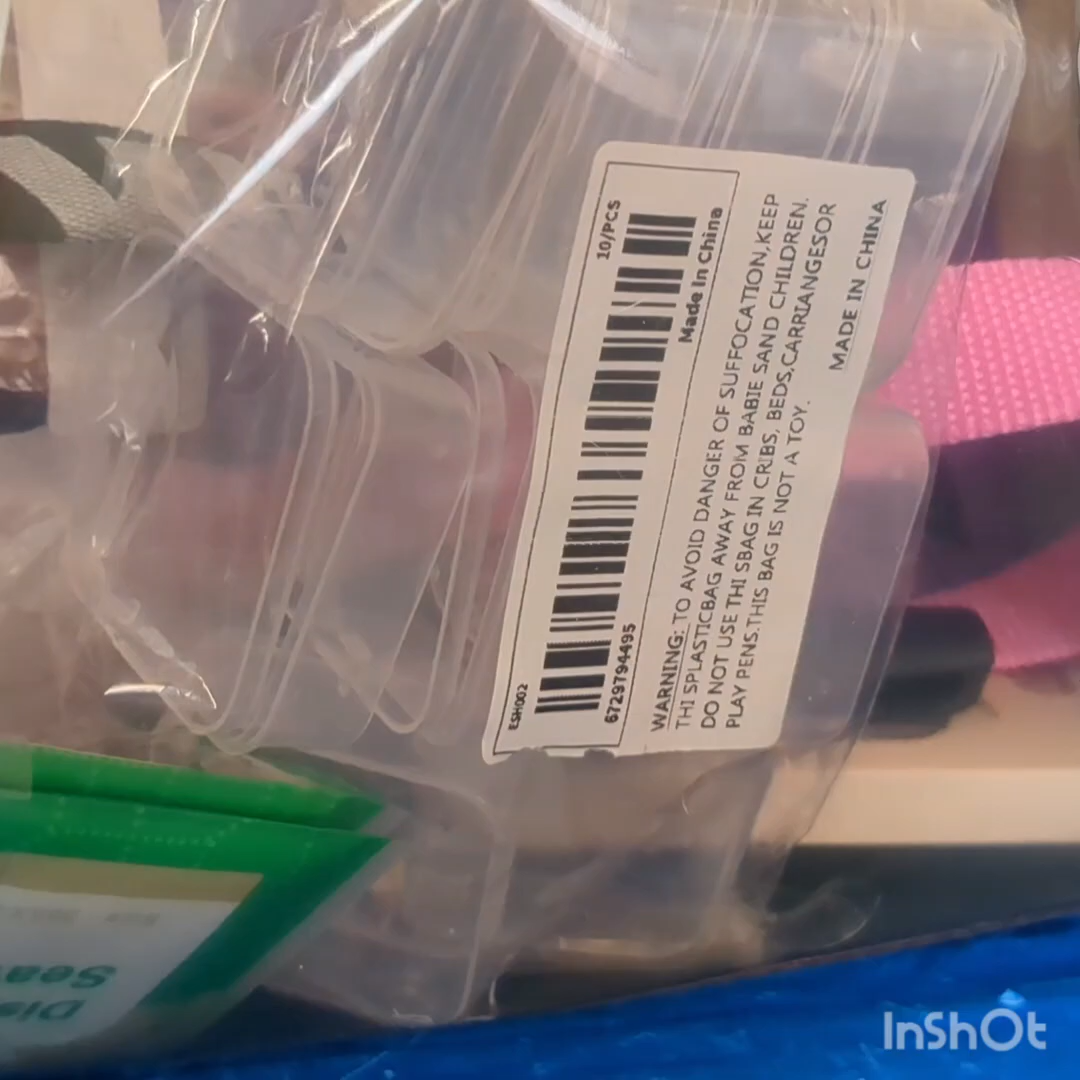 10/PCS
ESH002
Made In China
6729794495
WARNING: TO AVOID DANGER OF SUFFOCATION,KEEP
THI SPLASTICBAG AWAY FROM BABIE SAND CHILDREN.
DO NOT USE THI SBAG IN CRIBS, BEDS,CARRIANGESOR
PLAY PENS.THIS BAG IS NOT A TOY.
MADE IN CHINA
InShOt